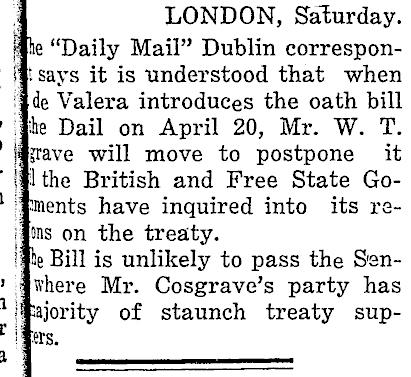 LONDON, Saturday.
he "Daily Mail" Dublin correspon-
t says it is understood that when
de Valera introduces the oath bill
the Dail on April 20, Mr. W. T.
grave will move to postpone it
l the British and Free State Go-
nments have inquired into its re-
ons on the treaty.
he Bill is unlikely to pass the Sen-
where Mr. Cosgrave's party has
majority of staunch treaty sup-
ers.